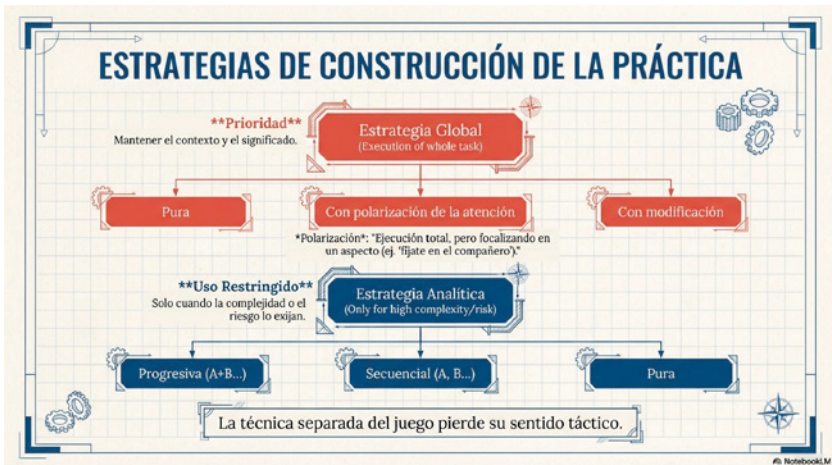 ESTRATEGIAS DE CONSTRUCCIÓN DE LA PRÁCTICA
**Prioridad**
Mantener el contexto y el significado.
Estrategia Global
(Execution of whole task)
Pura
Con polarización de la atención
Con modificación
*Polarización*: "Ejecución total, pero focalizando en
un aspecto (ej. 'fíjate en el compañero')."
**Uso Restringido**
Solo cuando la complejidad o el
riesgo lo exijan.
Estrategia Analítica
(Only for high complexity/risk)
Progresiva (A+B...)
Secuencial (A, B...)
Pura
La técnica separada del juego pierde su sentido táctico.
NotebookLM